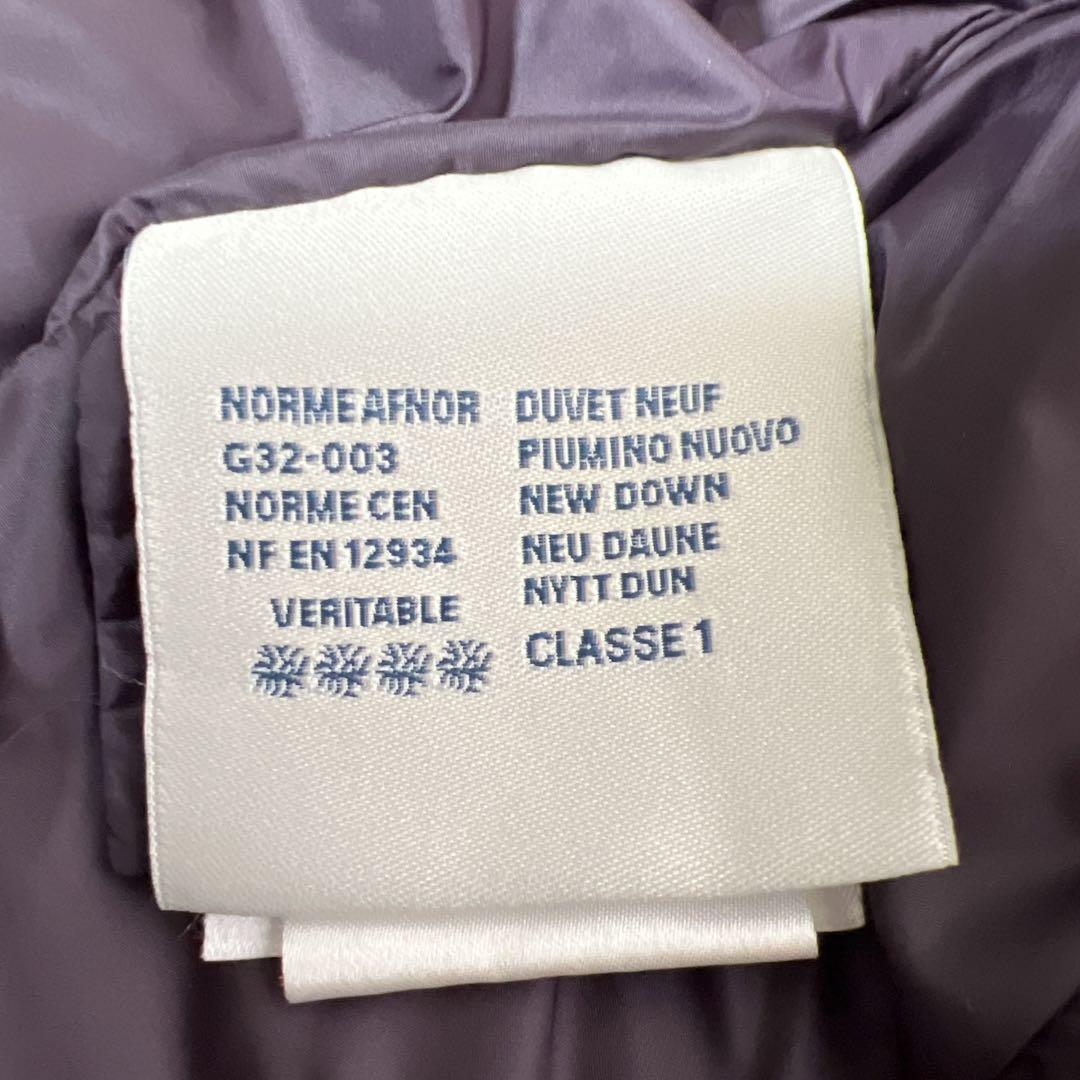 NORME AFNOR
G32-003
NORME CEN
NF EN 12934
VERITABLE
DUVET NEUF
PIUMINO NUOVO
NEW DOWN
NEU DAUNE
NYTT DUN
CLASSE 1